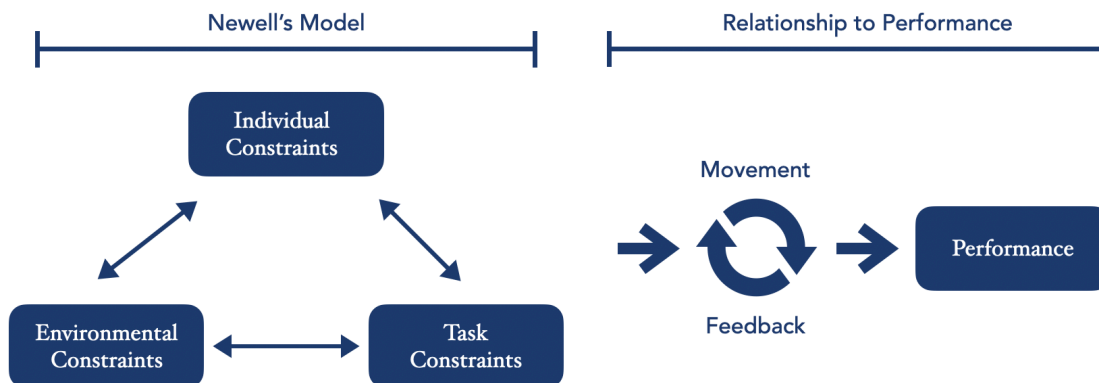 Newell's Model
Individual
Constraints
Environmental
Constraints
Task
Constraints
Relationship to Performance
Movement
Feedback
Performance